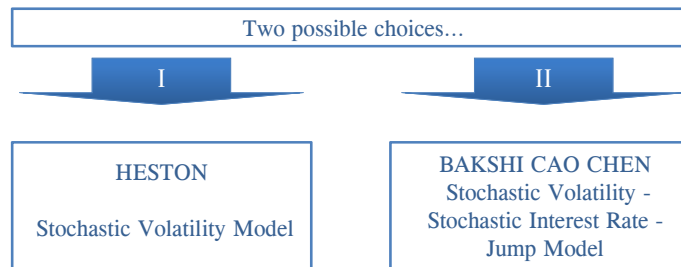 Two possible choices...
I
II
HESTON
Stochastic Volatility Model
BAKSHI CAO CHEN
Stochastic Volatility -
Stochastic Interest Rate -
Jump Model